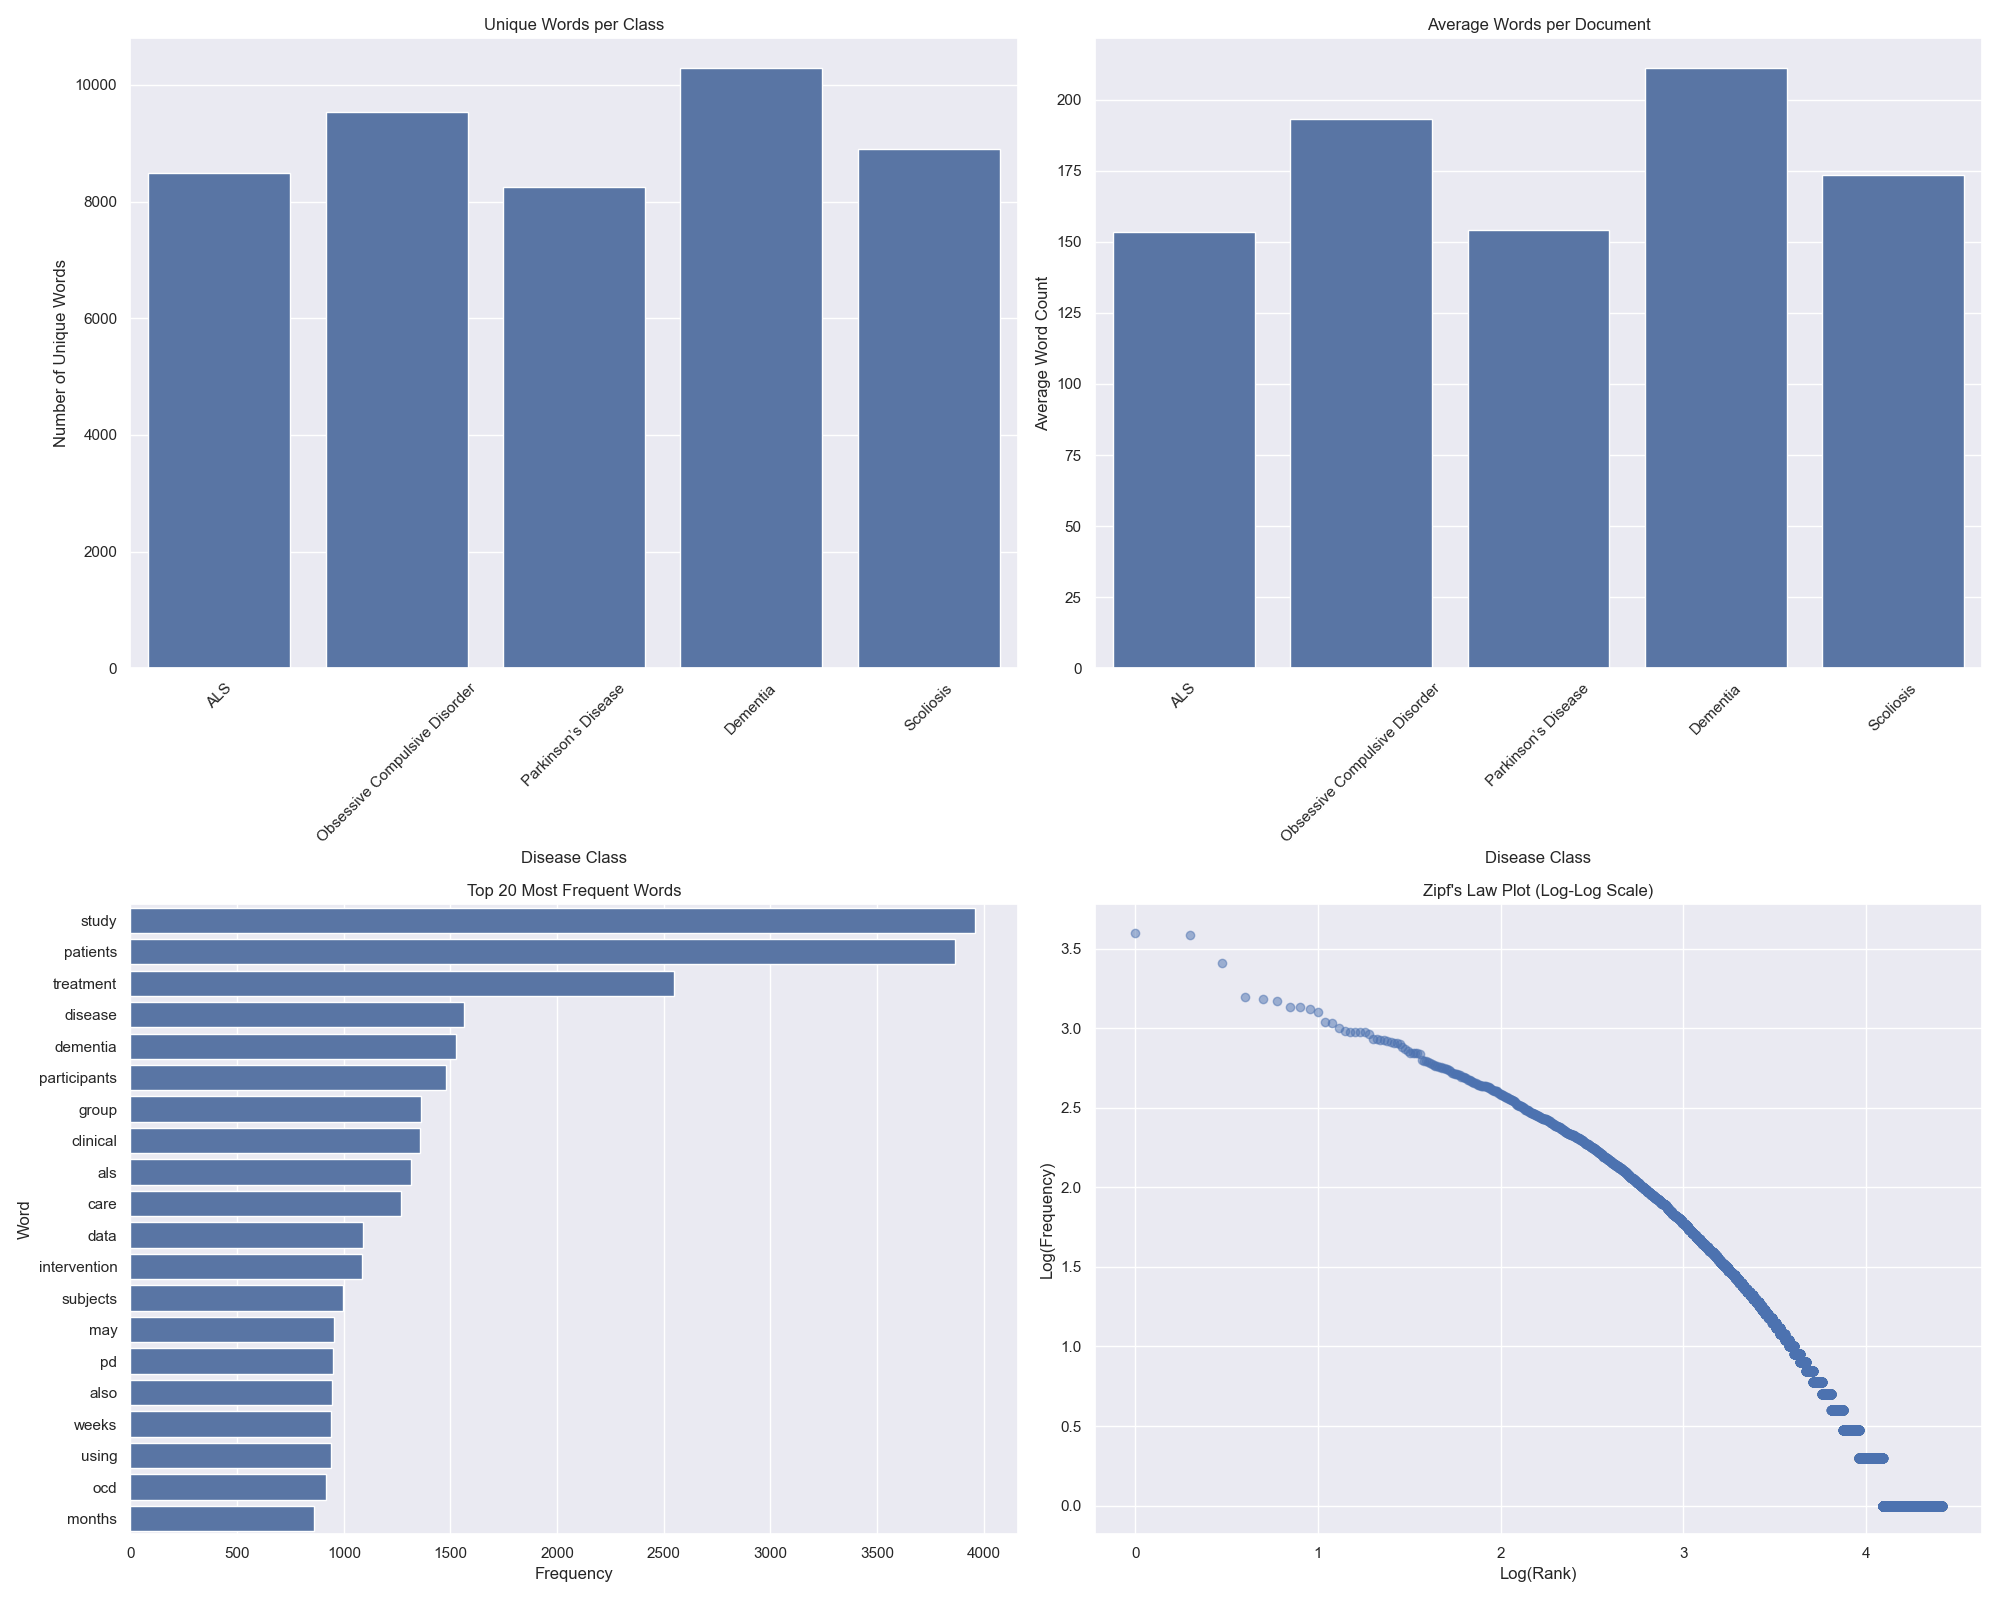 Unique Words per Class
Number of Unique Words
10000
8000
6000
4000
2000
0
ALS
Obsessive Compulsive Disorder
Parkinson's Disease
Dementia
Scoliosis
Disease Class
Average Words per Document
Average Word Count
200
175
150
125
100
75
50
25
0
ALS
Obsessive Compulsive Disorder
Parkinson's Disease
Dementia
Scoliosis
Disease Class
Top 20 Most Frequent Words
Word
study
patients
treatment
disease
dementia
participants
group
clinical
als
care
data
intervention
subjects
may
pd
also
weeks
using
ocd
months
0 500 1000 1500 2000 2500 3000 3500 4000
Frequency
Zipf's Law Plot (Log-Log Scale)
Log(Frequency)
3.5
3.0
2.5
2.0
1.5
1.0
0.5
0.0
0 1 2 3 4
Log(Rank)